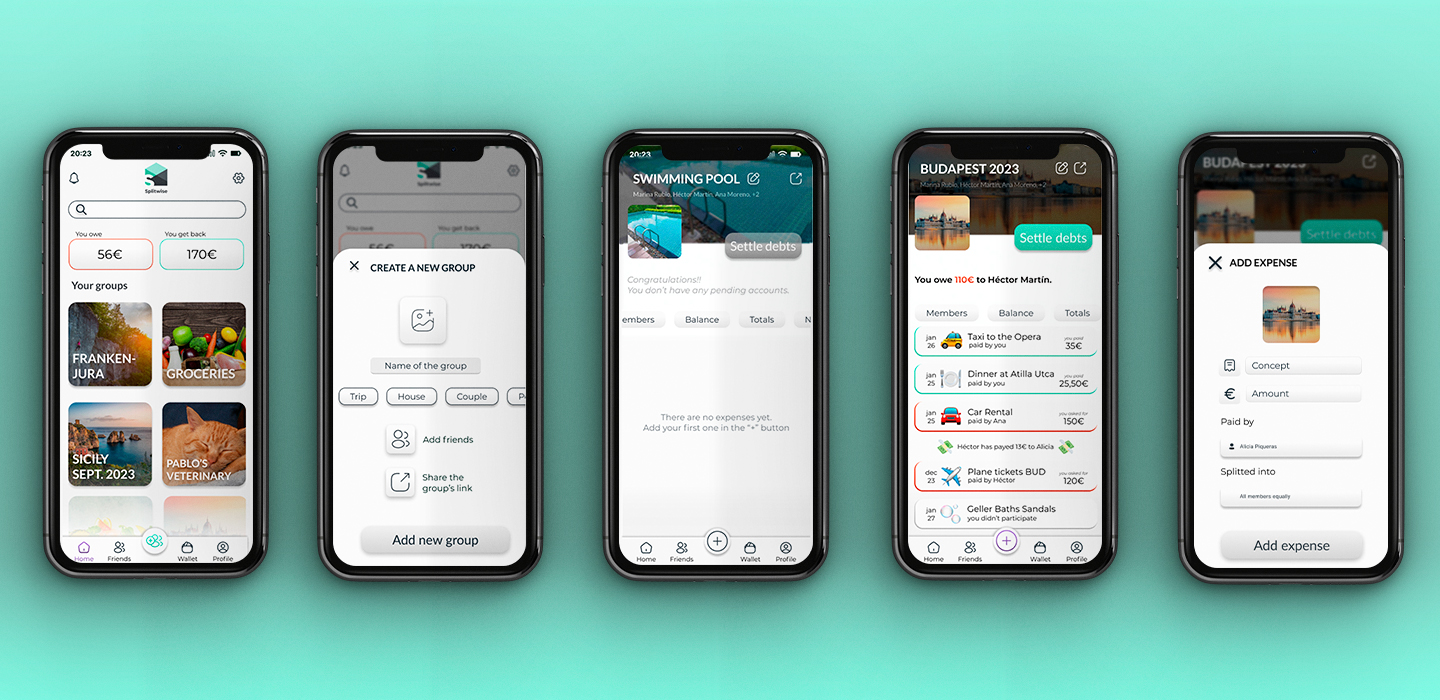 20:23
Splitwise
You owe
You get back
56€
170€
Your groups
FRANKEN-
JURA
GROCERIES
SICILY
SEPT. 2023
PABLO'S
VETERINARY
Home
Friends
Wallet
Profile
Splitwise
You owe
You get back
56€
170€
CREATE A NEW GROUP
Name of the group
Trip
House
Couple
Add friends
Share the
group's link
Add new group
20:23
SWIMMING POOL
Marina Rubio, Héctor Martín, Ana Moreno, +2
Settle debts
Congratulations!!
You don't have any pending accounts.
embers
Balance
Totals
N
There are no expenses yet.
Add your first one in the "+" button
Home
Friends
Wallet
Profile
BUDAPEST 2023
Marina Rubio, Héctor Martín, Ana Moreno, +2
Settle debts
You owe 110€ to Héctor Martín.
Members
Balance
Totals
jan
26
Taxi to the Opera
paid by you
you paid
35€
jan
25
Dinner at Atilla Utca
paid by you
you paid
25,50€
jan
25
Car Rental
paid by Ana
you asked for
150€
Héctor has payed 13€ to Alicia
dec
23
Plane tickets BUD
paid by Héctor
you asked for
120€
jan
27
Geller Baths Sandals
you didn't participate
Home
Friends
Wallet
Profile
BUDAPEST 2023
Settle debts
ADD EXPENSE
Concept
Amount
Paid by
Alicia Piqueras
Splitted into
All members equally
Add expense